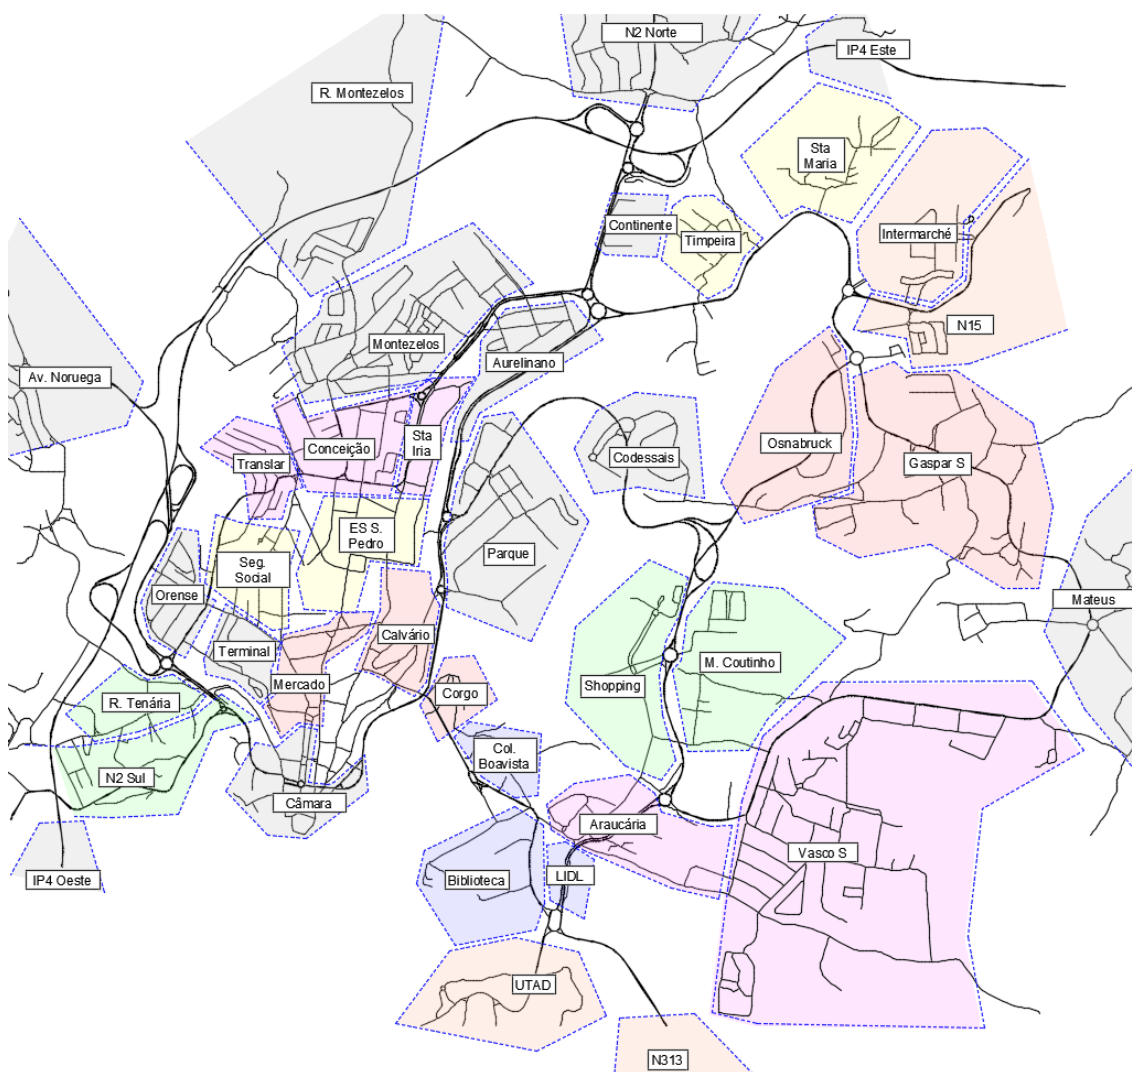 N2 Norte
IP4 Este
R. Montezelos
Sta
Maria
Continente
Timpeira
Intermarché
N15
Montezelos
Aurelinano
Av. Noruega
Osnabruck
Conceição
Sta
Iria
Translar
Codessais
Gaspar S
ES S.
Pedro
Seg.
Social
Parque
Orense
Mateus
Calvário
Terminal
M. Coutinho
Mercado
Shopping
Corgo
R. Tenária
Col.
Boavista
N2 Sul
Câmara
Araucária
Vasco S
IP4 Oeste
Biblioteca
LIDL
UTAD
N313